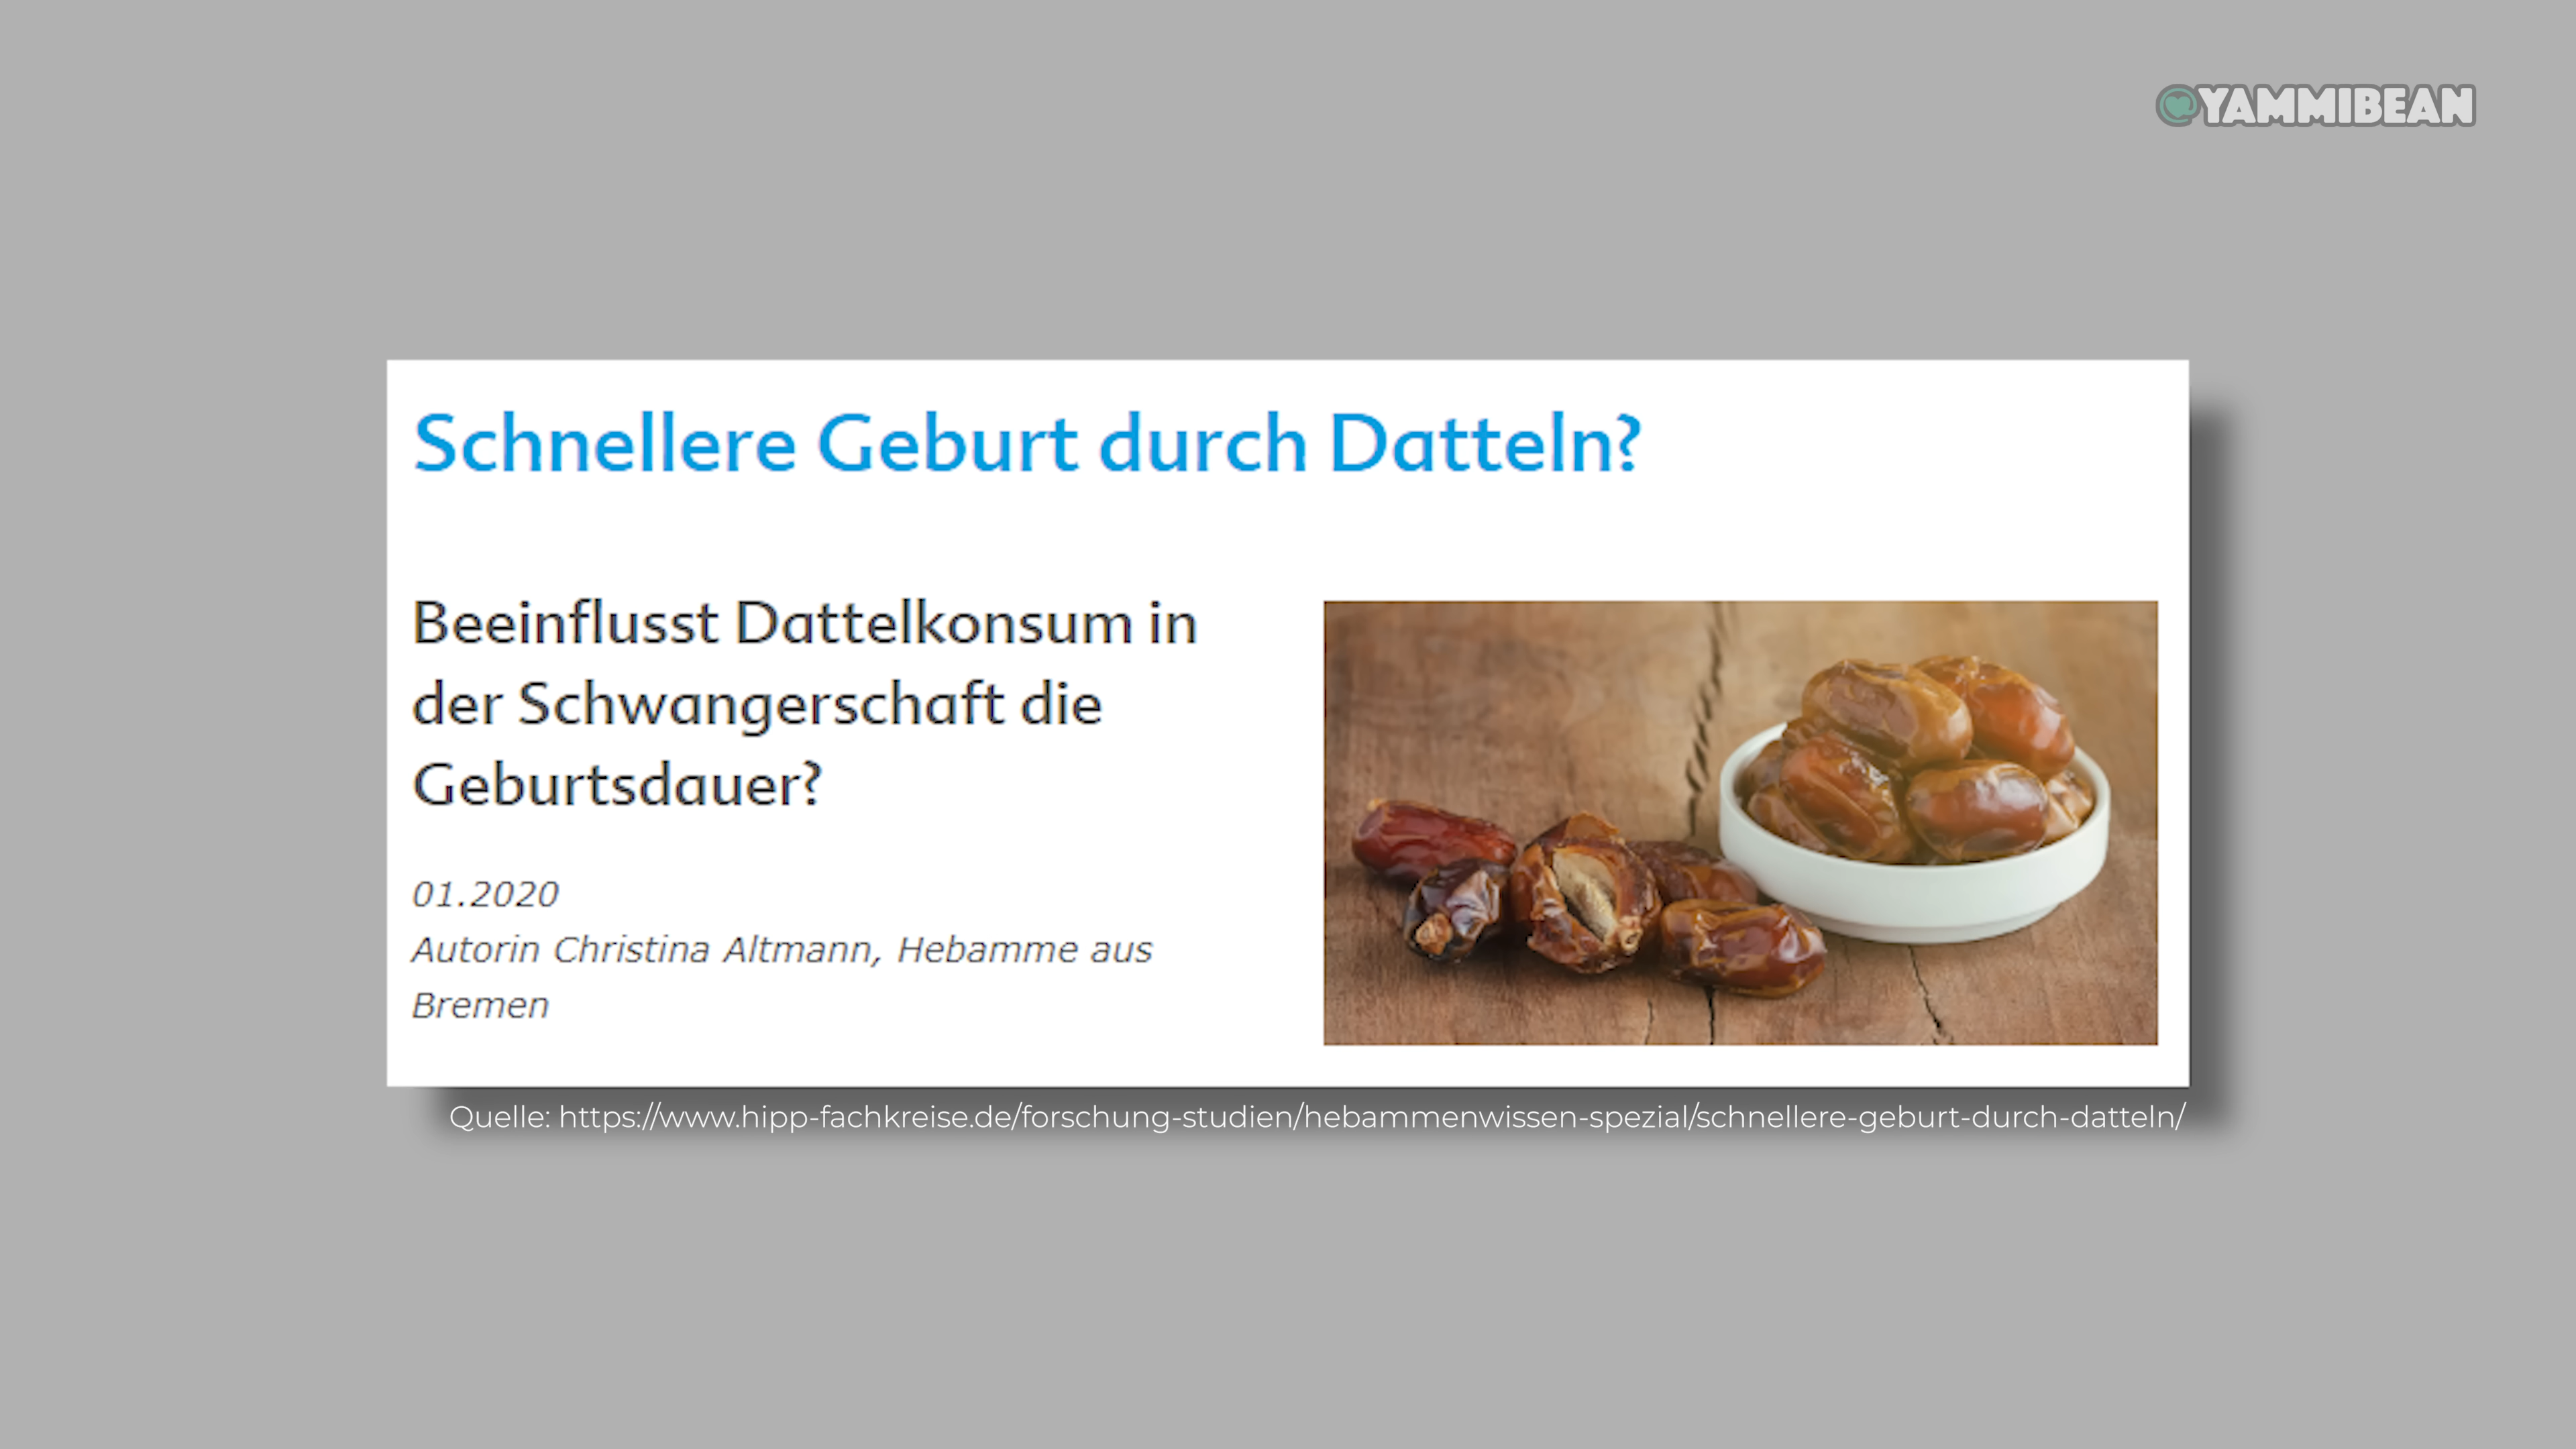 @YAMMIBEAN
Schnellere Geburt durch Datteln?
Beeinflusst Dattelkonsum in
der Schwangerschaft die
Geburtsdauer?
01.2020
Autorin Christina Altmann, Hebamme aus
Bremen
Quelle: https://www.hipp-fachkreise.de/forschung-studien/hebammenwissen-spezial/schnellere-geburt-durch-datteln/